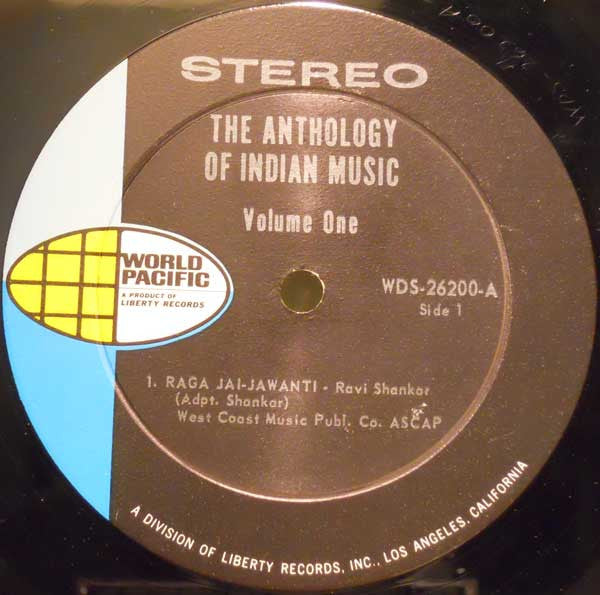 STEREO
THE ANTHOLOGY
OF INDIAN MUSIC
Volume One
WORLD
PACIFIC
A PRODUCT OF
LIBERTY RECORDS
WDS-26200-A
Side 1
1. RAGA JAI-JAWANTI - Ravi Shankar
(Adpt. Shankar)
West Coast Music Publ. Co. ASCAP
A DIVISION OF LIBERTY RECORDS, INC., LOS ANGELES, CALIFORNIA